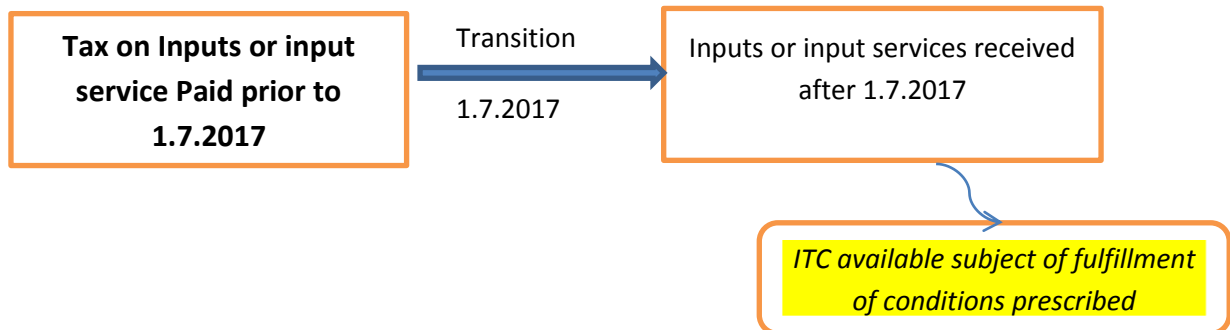 Tax on Inputs or input
service Paid prior to
1.7.2017
Transition
1.7.2017
Inputs or input services received
after 1.7.2017
ITC available subject of fulfillment
of conditions prescribed